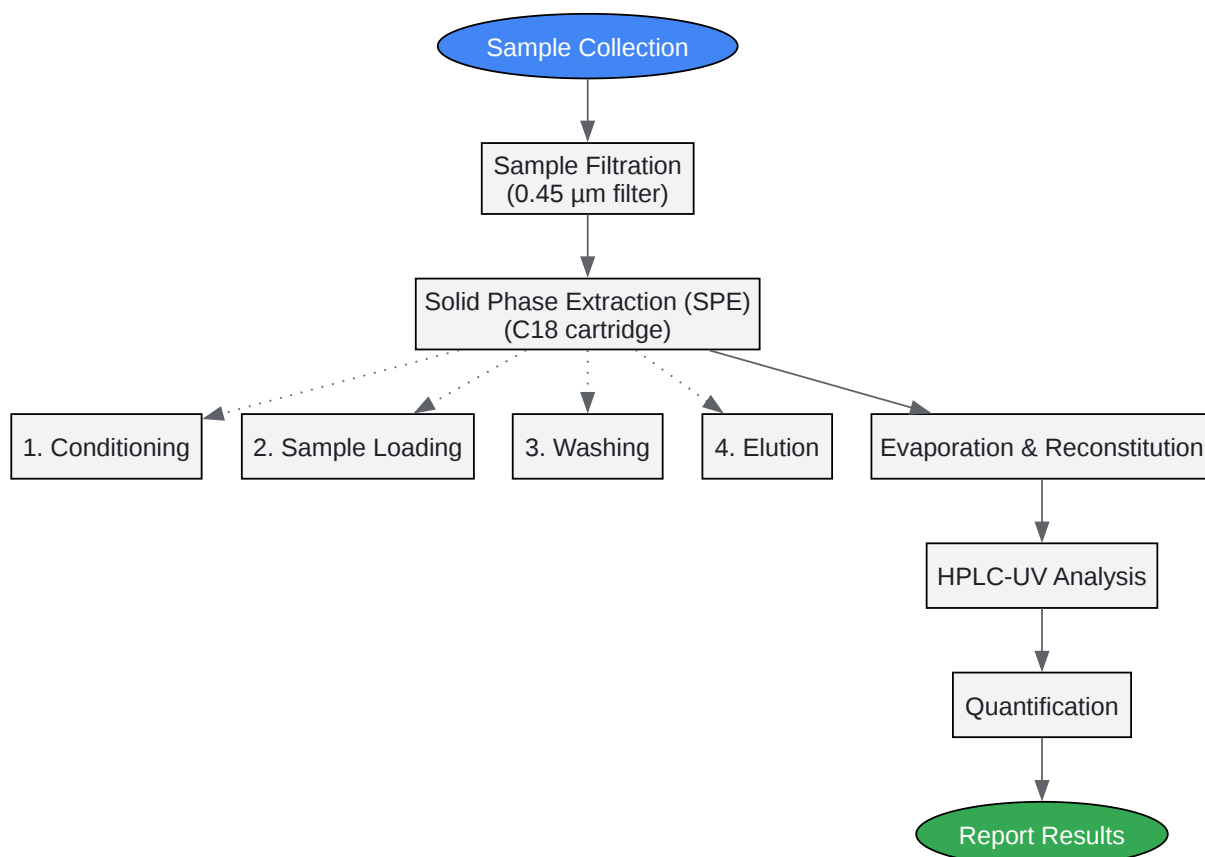 Sample Collection
Sample Filtration
(0.45 µm filter)
Solid Phase Extraction (SPE)
(C18 cartridge)
1. Conditioning
2. Sample Loading
3. Washing
4. Elution
Evaporation & Reconstitution
HPLC-UV Analysis
Quantification
Report Results